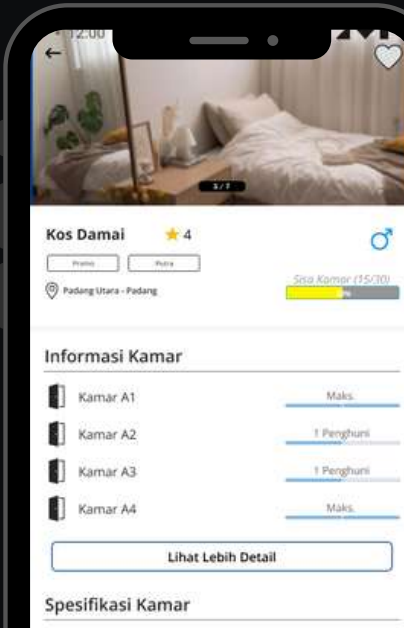 12:00
3/7
Kos Damai 4
Promo Putra
Padang Utara - Padang
Sisa Kamar (15/30)
Informasi Kamar
Kamar A1 Maks.
Kamar A2 1 Penghuni
Kamar A3 1 Penghuni
Kamar A4 Maks.
Lihat Lebih Detail
Spesifikasi Kamar